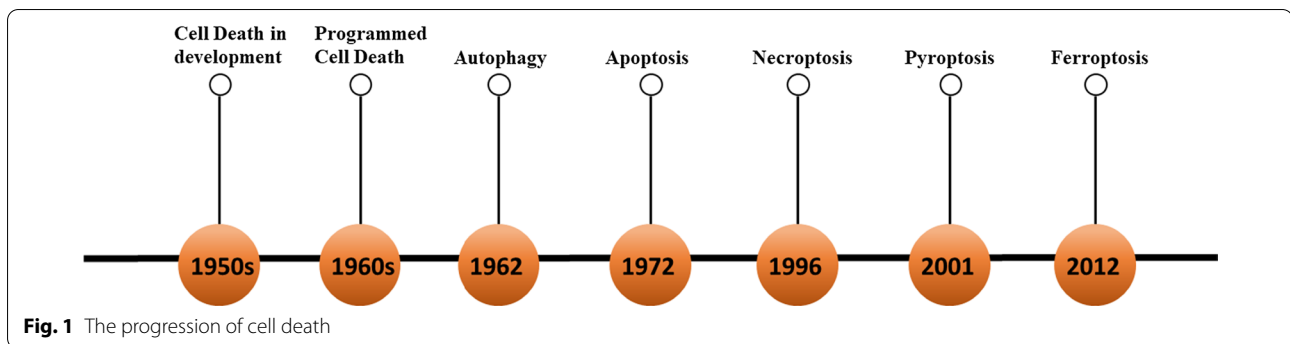 Cell Death in
development
Programmed
Cell Death
Autophagy
Apoptosis
Necroptosis
Pyroptosis
Ferroptosis
1950s
1960s
1962
1972
1996
2001
2012
Fig. 1 The progression of cell death